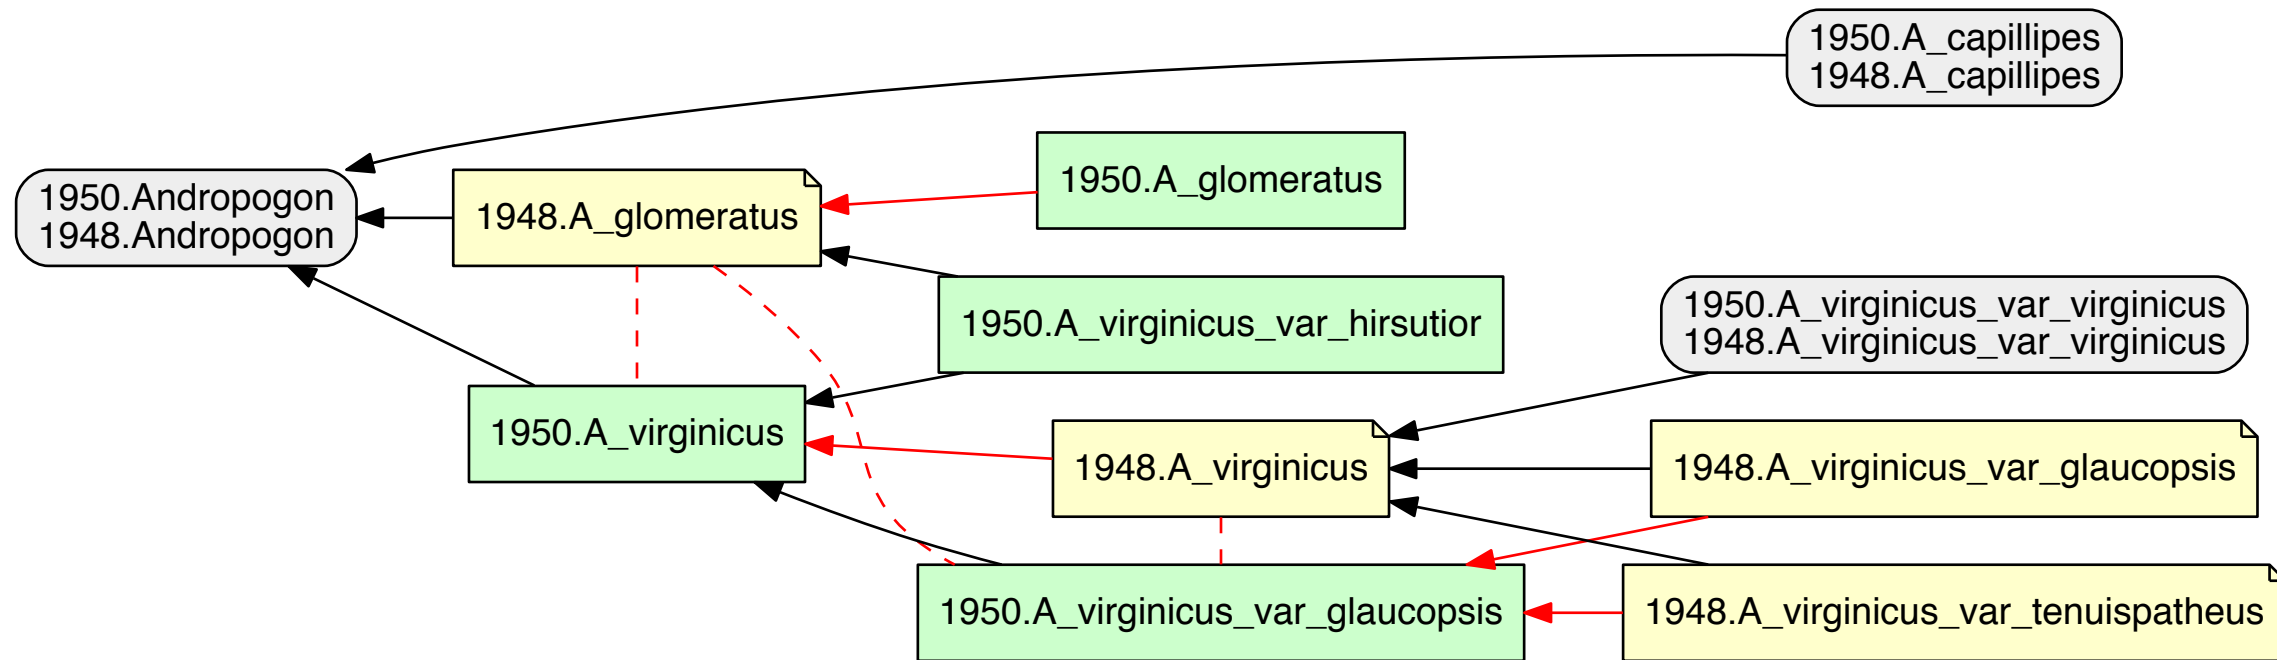 1950.A_capillipes
1948.A_capillipes
1950.Andropogon
1948.Andropogon
1948.A_glomeratus
1950.A_glomeratus
1950.A_virginicus_var_hirsutior
1950.A_virginicus_var_virginicus
1948.A_virginicus_var_virginicus
1950.A_virginicus
1948.A_virginicus
1948.A_virginicus_var_glaucopsis
1950.A_virginicus_var_glaucopsis
1948.A_virginicus_var_tenuispatheus